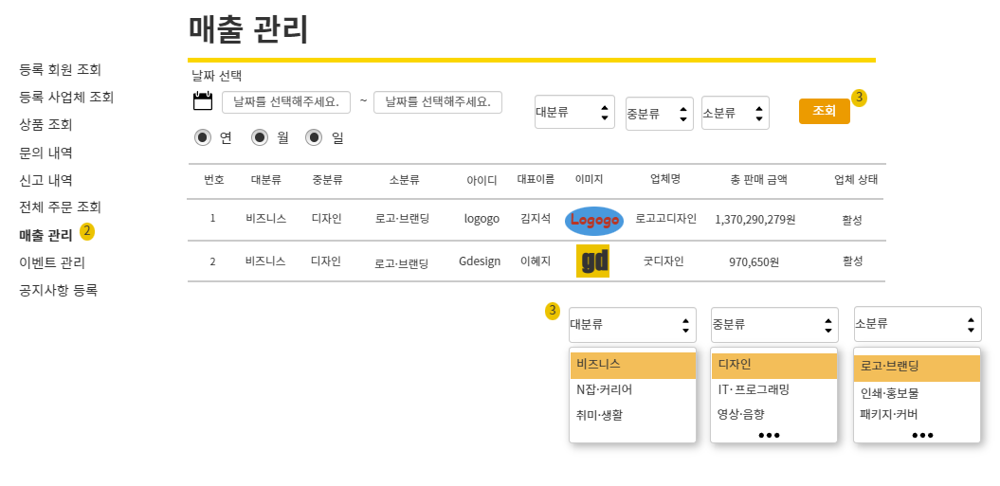 매출 관리
등록 회원 조회
등록 사업체 조회
상품 조회
문의 내역
신고 내역
전체 주문 조회
매출 관리 2
이벤트 관리
공지사항 등록
날짜 선택
날짜를 선택해주세요. ~ 날짜를 선택해주세요. 대분류 중분류 소분류 조회 3
연 월 일
번호 대분류 중분류 소분류 아이디 대표이름 이미지 업체명 총 판매 금액 업체 상태
1 비즈니스 디자인 로고·브랜딩 logogo 김지석 Logogo 로고고디자인 1,370,290,279원 활성
2 비즈니스 디자인 로고·브랜딩 Gdesign 이혜지 gd 굿디자인 970,650원 활성
3 대분류 중분류 소분류
비즈니스 디자인 로고·브랜딩
N잡·커리어 IT·프로그래밍 인쇄·홍보물
취미·생활 영상·음향 패키지·커버